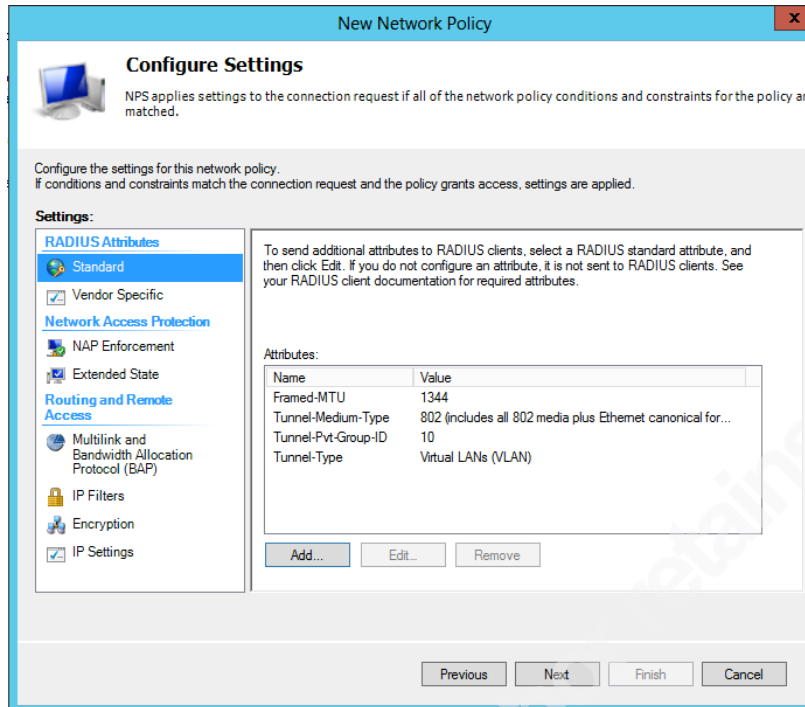 New Network Policy
x
Configure Settings
NPS applies settings to the connection request if all of the network policy conditions and constraints for the policy ar
matched.
Configure the settings for this network policy.
If conditions and constraints match the connection request and the policy grants access, settings are applied.
Settings:
RADIUS Attributes
Standard
Vendor Specific
Network Access Protection
NAP Enforcement
Extended State
Routing and Remote
Access
Multilink and
Bandwidth Allocation
Protocol (BAP)
IP Filters
Encryption
IP Settings
To send additional attributes to RADIUS clients, select a RADIUS standard attribute, and
then click Edit. If you do not configure an attribute, it is not sent to RADIUS clients. See
your RADIUS client documentation for required attributes.
Attributes:
Name Value
Framed-MTU 1344
Tunnel-Medium-Type 802 (includes all 802 media plus Ethernet canonical for...
Tunnel-Pvt-Group-ID 10
Tunnel-Type Virtual LANs (VLAN)
Add... Edit... Remove
Previous Next Finish Cancel